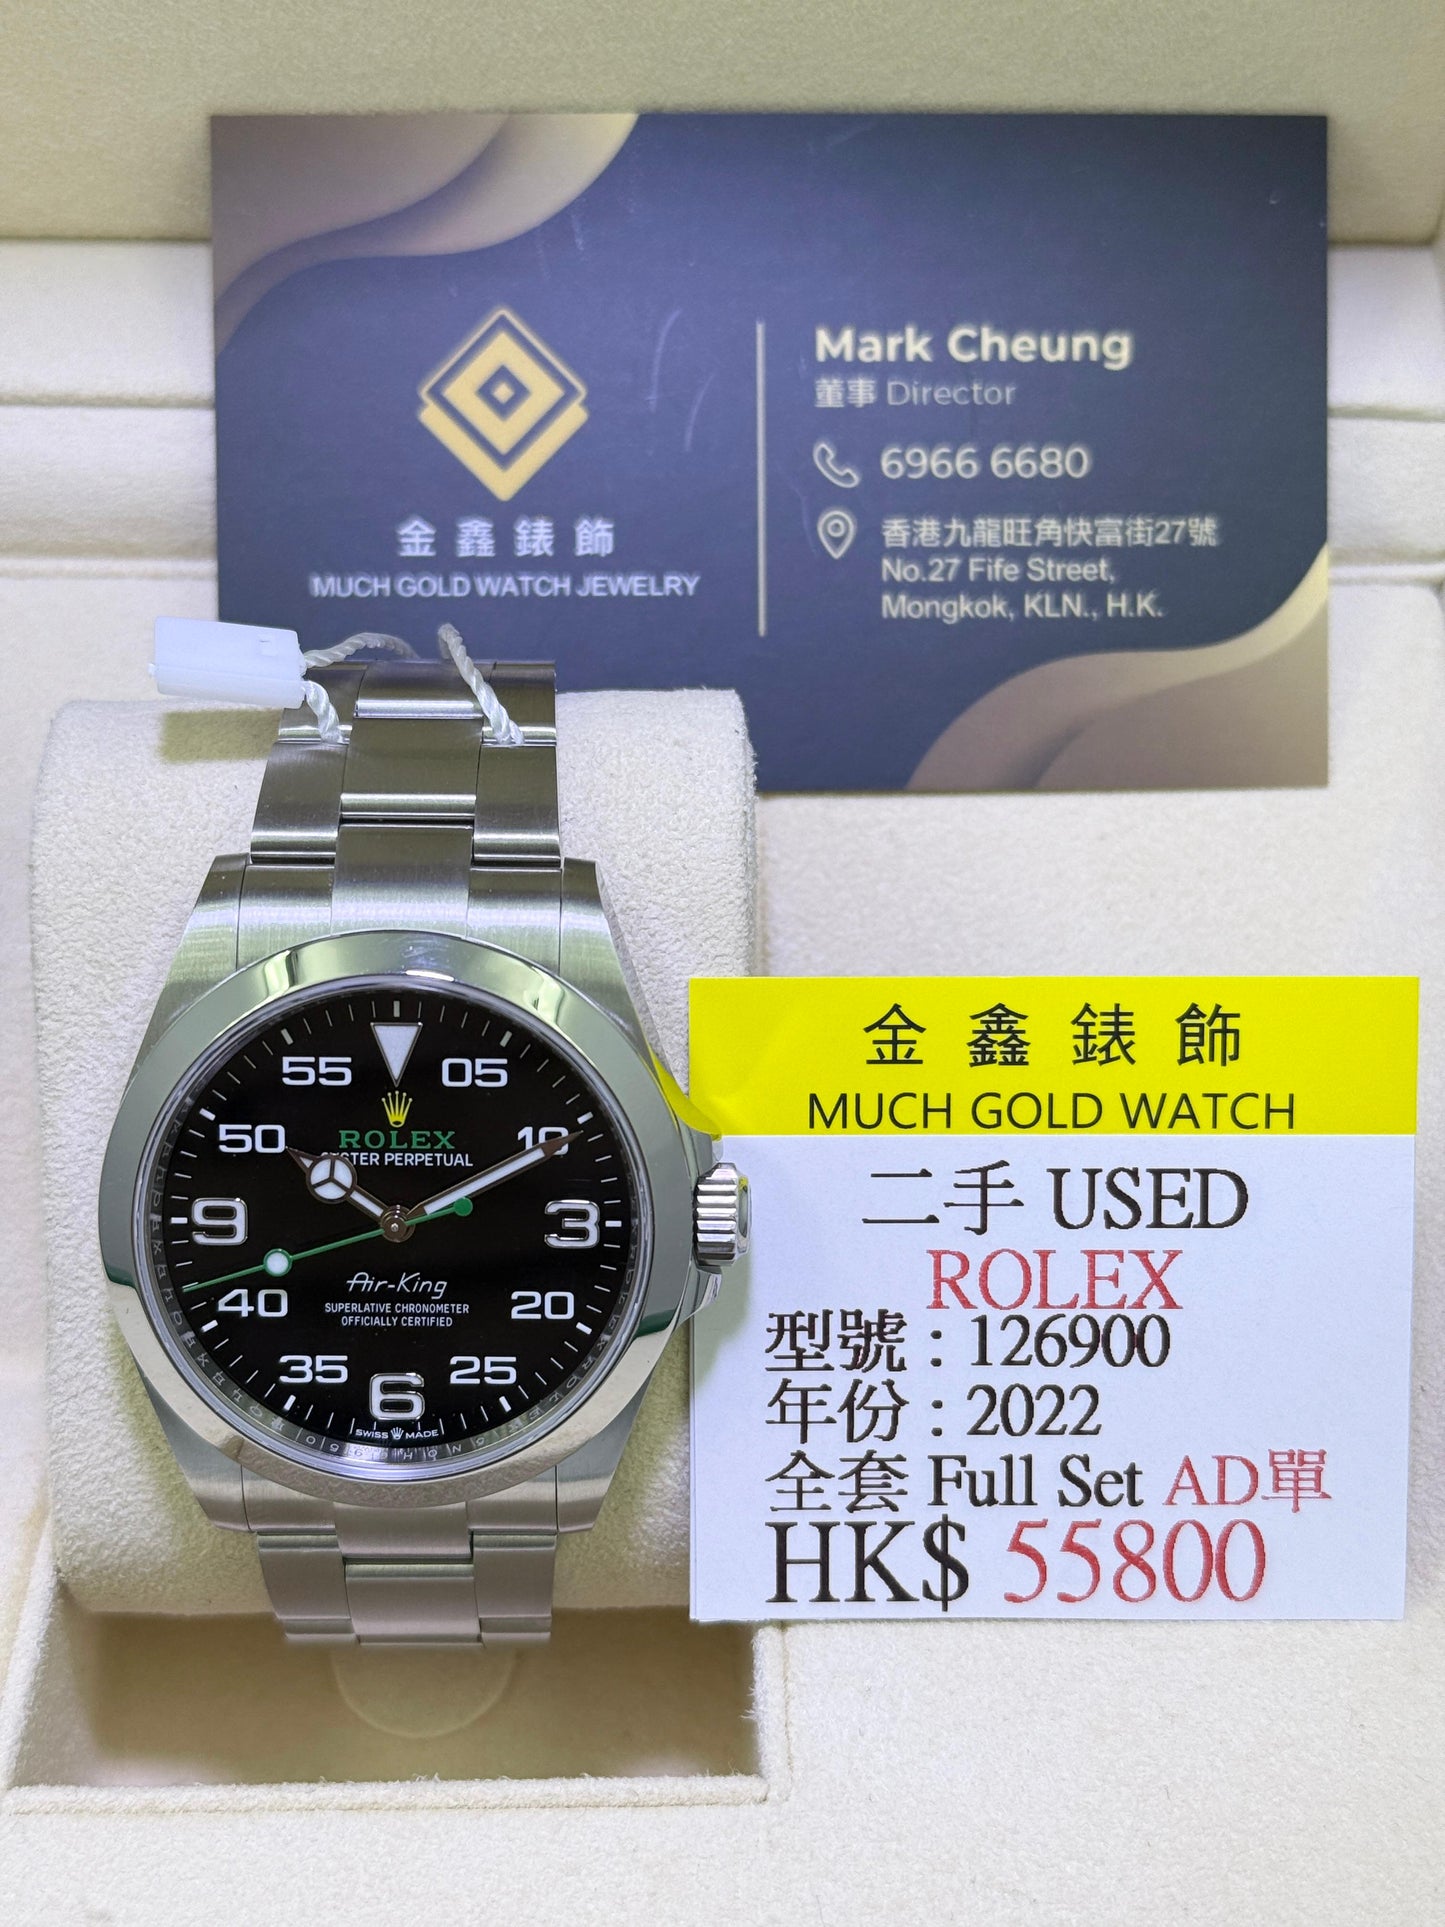 Mark Cheung
董事 Director
6966 6680
香港九龍旺角快富街27號
No.27 Fife Street,
Mongkok, KLN., H.K.
金鑫錶飾
MUCH GOLD WATCH JEWELRY
55 05
50 10
ROLEX
OYSTER PERPETUAL
9 3
Air-King
SUPERLATIVE CHRONOMETER
OFFICIALLY CERTIFIED
40 20
35 25
6
SWISS MADE
金鑫錶飾
MUCH GOLD WATCH
二手 USED
ROLEX
型號 : 126900
年份 : 2022
全套 Full Set AD單
HK$ 55800